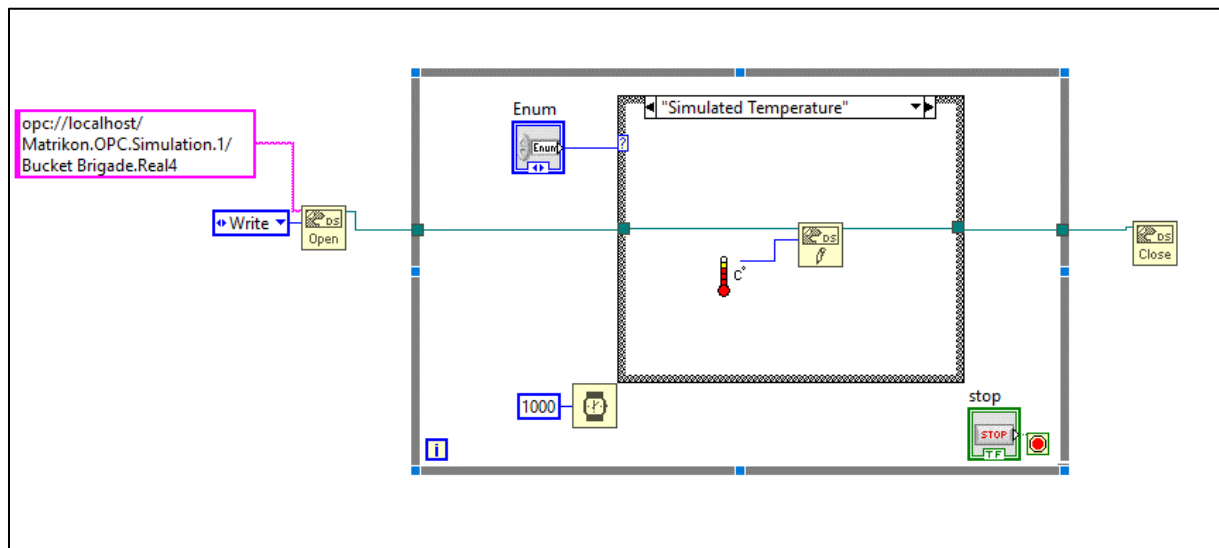 opc://localhost/
Matrikon.OPC.Simulation.1/
Bucket Brigade.Real4
Write
DS
Open
Enum
Enum
?
"Simulated Temperature"
DS
C°
1000
i
stop
STOP
TF
DS
Close